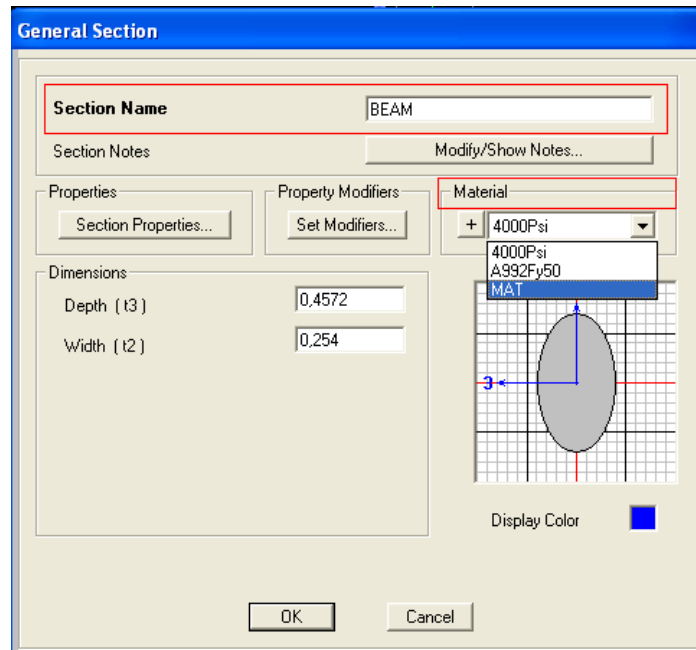 General Section
Section Name BEAM
Section Notes Modify/Show Notes...
Properties Property Modifiers Material
Section Properties... Set Modifiers... + 4000Psi
4000Psi
A992Fy50
MAT
Dimensions
Depth ( t3 ) 0,4572
Width ( t2 ) 0,254
3
Display Color
OK Cancel